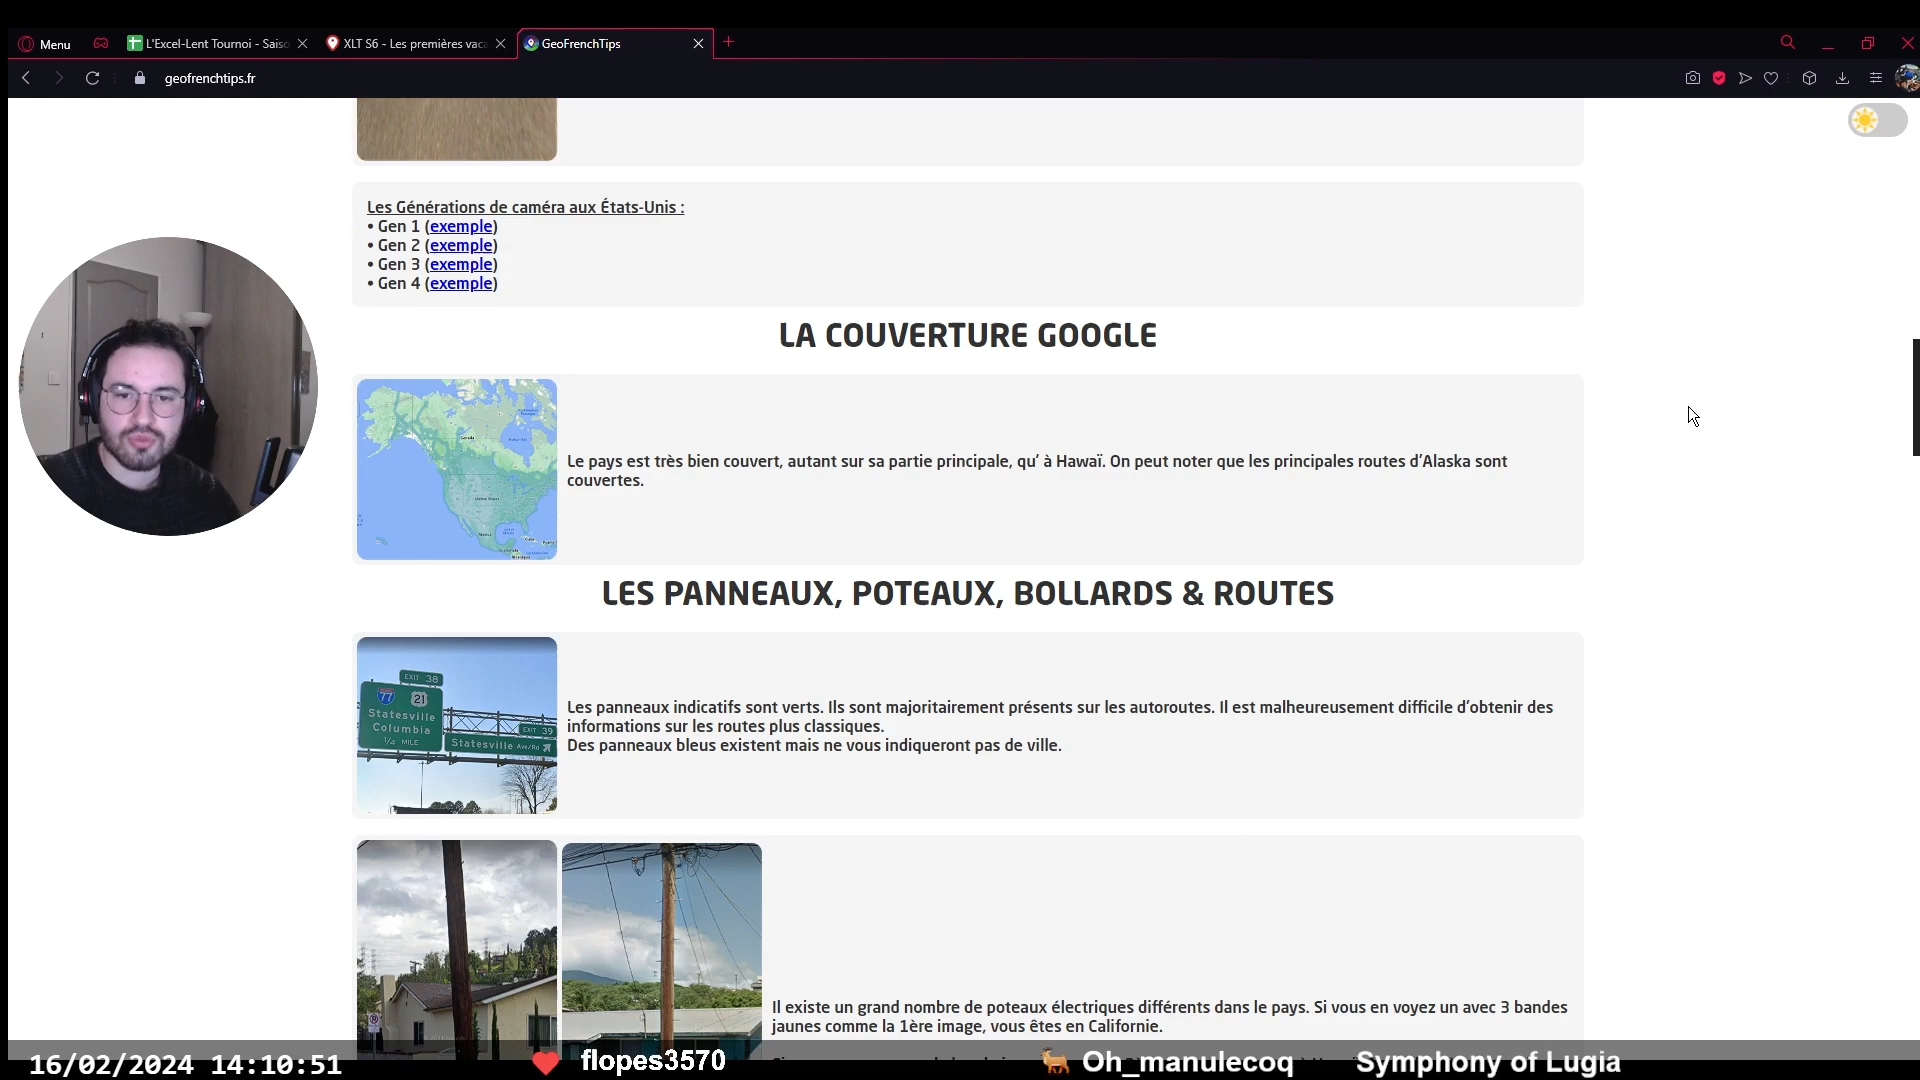 Menu
L'Excel-Lent Tournoi - Saiso
XLT S6 - Les premières vaca
GeoFrenchTips
geofrenchtips.fr
Les Générations de caméra aux États-Unis :
• Gen 1 (exemple)
• Gen 2 (exemple)
• Gen 3 (exemple)
• Gen 4 (exemple)
LA COUVERTURE GOOGLE
Le pays est très bien couvert, autant sur sa partie principale, qu' à Hawaï. On peut noter que les principales routes d'Alaska sont
couvertes.
LES PANNEAUX, POTEAUX, BOLLARDS & ROUTES
EXIT 38
77 21
Statesville
Columbia
1/4 MILE
EXIT 39
Statesville Ave/Rd
Les panneaux indicatifs sont verts. Ils sont majoritairement présents sur les autoroutes. Il est malheureusement difficile d'obtenir des
informations sur les routes plus classiques.
Des panneaux bleus existent mais ne vous indiqueront pas de ville.
Il existe un grand nombre de poteaux électriques différents dans le pays. Si vous en voyez un avec 3 bandes
jaunes comme la 1ère image, vous êtes en Californie.
16/02/2024 14:10:51
flopes3570
Oh_manulecoq
Symphony of Lugia